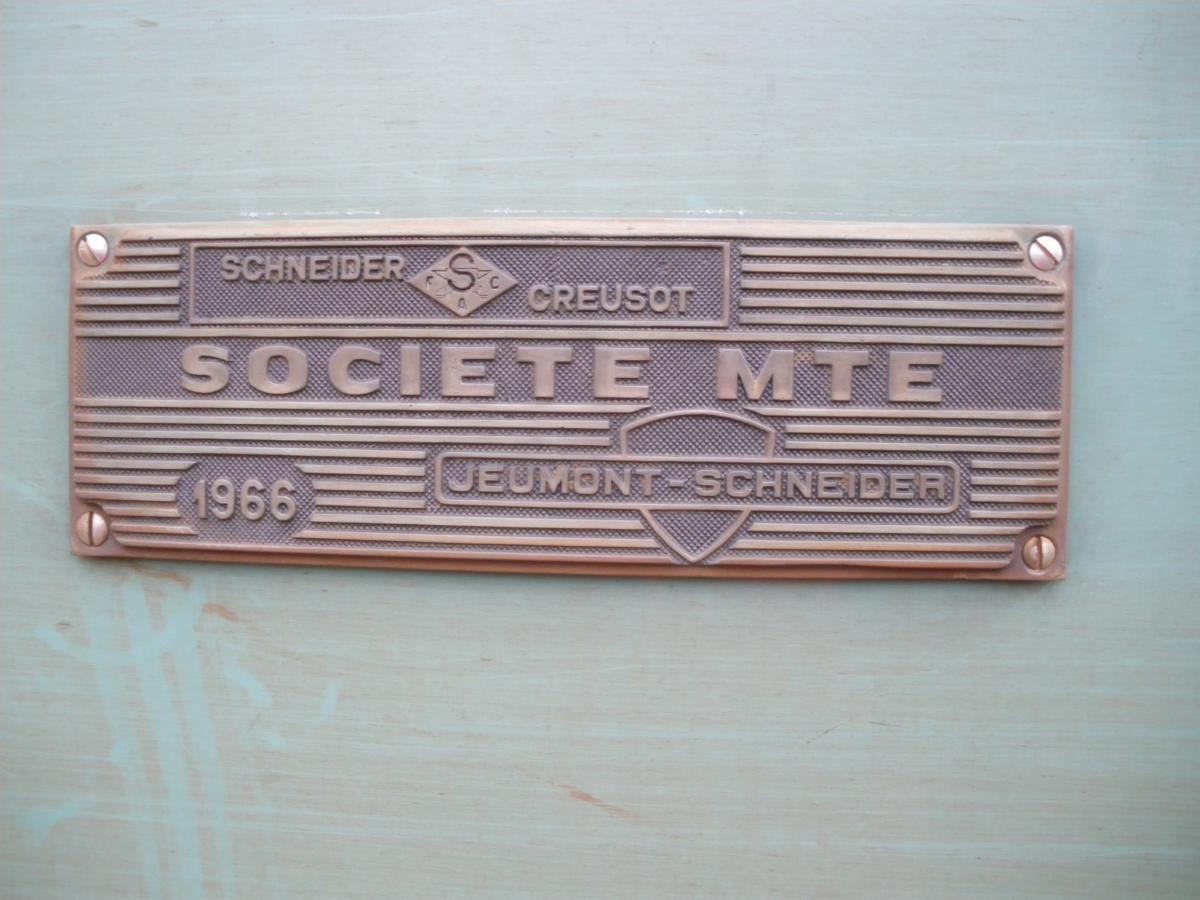 SCHNEIDER S CREUSOT
F A C
SOCIETE MTE
1966
JEUMONT-SCHNEIDER